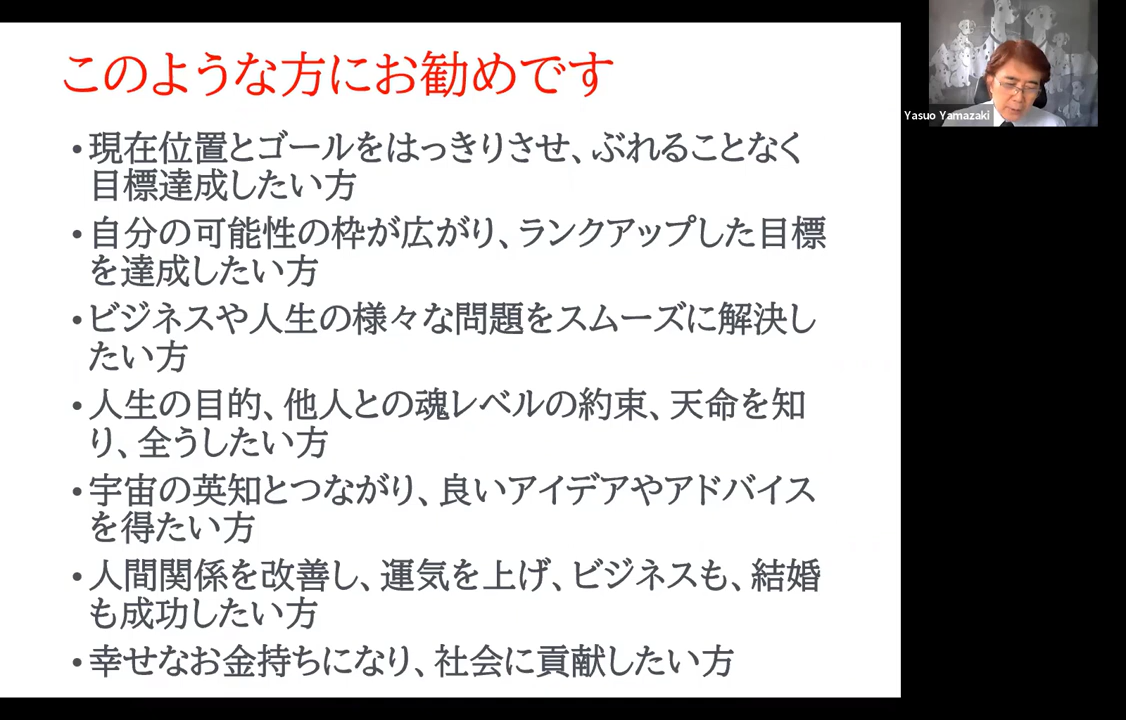 このような方にお勧めです
•現在位置とゴールをはっきりさせ、ぶれることなく
目標達成したい方
•自分の可能性の枠が広がり、ランクアップした目標
を達成したい方
•ビジネスや人生の様々な問題をスムーズに解決し
たい方
•人生の目的、他人との魂レベルの約束、天命を知
り、全うしたい方
•宇宙の英知とつながり、良いアイデアやアドバイス
を得たい方
•人間関係を改善し、運気を上げ、ビジネスも、結婚
も成功したい方
•幸せなお金持ちになり、社会に貢献したい方
Yasuo Yamazaki